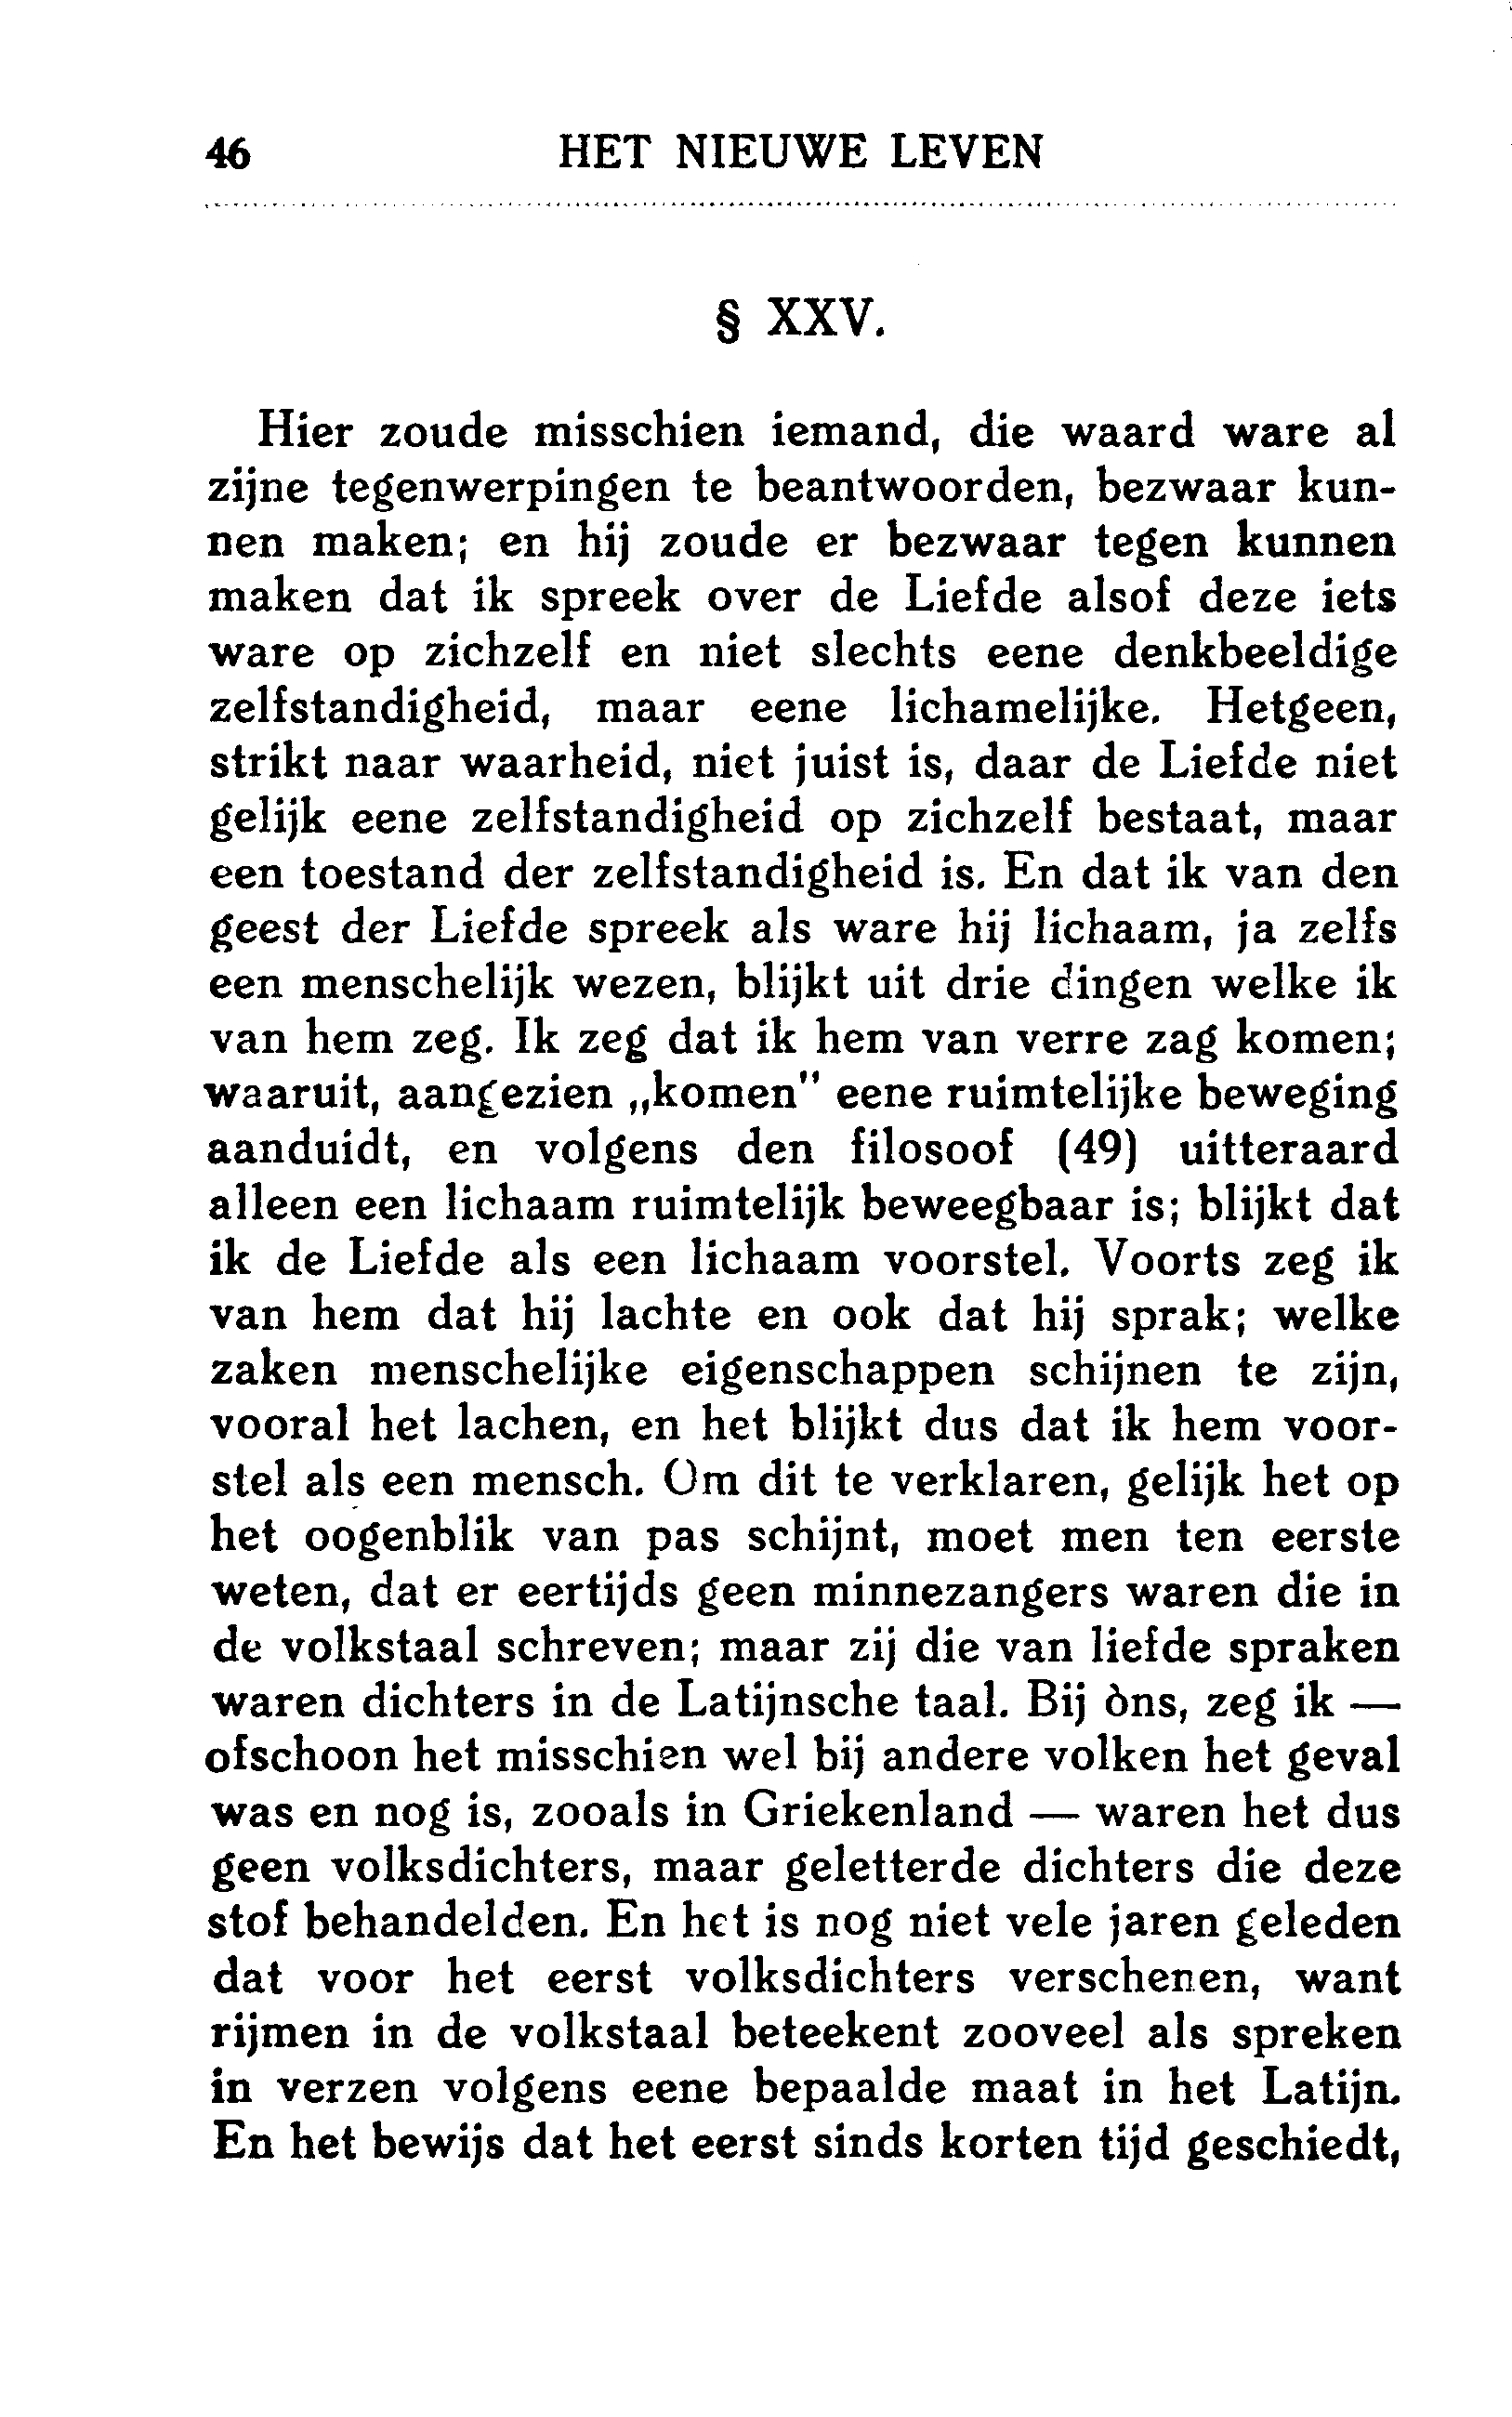 46 HET NIEUWE LEVEN
§ XXV.
Hier zoude misschien iemand, die waard ware al
zijne tegenwerpingen te beantwoorden, bezwaar kun-
nen maken; en hij zoude er bezwaar tegen kunnen
maken dat ik spreek over de Liefde alsof deze iets
ware op zichzelf en niet slechts eene denkbeeldige
zelfstandigheid, maar eene lichamelijke. Hetgeen,
strikt naar waarheid, niet juist is, daar de Liefde niet
gelijk eene zelfstandigheid op zichzelf bestaat, maar
een toestand der zelfstandigheid is. En dat ik van den
geest der Liefde spreek als ware hij lichaam, ja zelfs
een menschelijk wezen, blijkt uit drie dingen welke ik
van hem zeg. Ik zeg dat ik hem van verre zag komen;
waaruit, aangezien „komen" eene ruimtelijke beweging
aanduidt, en volgens den filosoof (49) uitteraard
alleen een lichaam ruimtelijk beweegbaar is; blijkt dat
ik de Liefde als een lichaam voorstel. Voorts zeg ik
van hem dat hij lachte en ook dat hij sprak; welke
zaken menschelijke eigenschappen schijnen te zijn,
vooral het lachen, en het blijkt dus dat ik hem voor-
stel als een mensch. Om dit te verklaren, gelijk het op
het oogenblik van pas schijnt, moet men ten eerste
weten, dat er eertijds geen minnezangers waren die in
de volkstaal schreven; maar zij die van liefde spraken
waren dichters in de Latijnsche taal. Bij òns, zeg ik —
ofschoon het misschien wel bij andere volken het geval
was en nog is, zooals in Griekenland — waren het dus
geen volksdichters, maar geletterde dichters die deze
stof behandelden. En het is nog niet vele jaren geleden
dat voor het eerst volksdichters verschenen, want
rijmen in de volkstaal beteekent zooveel als spreken
in verzen volgens eene bepaalde maat in het Latijn.
En het bewijs dat het eerst sinds korten tijd geschiedt,